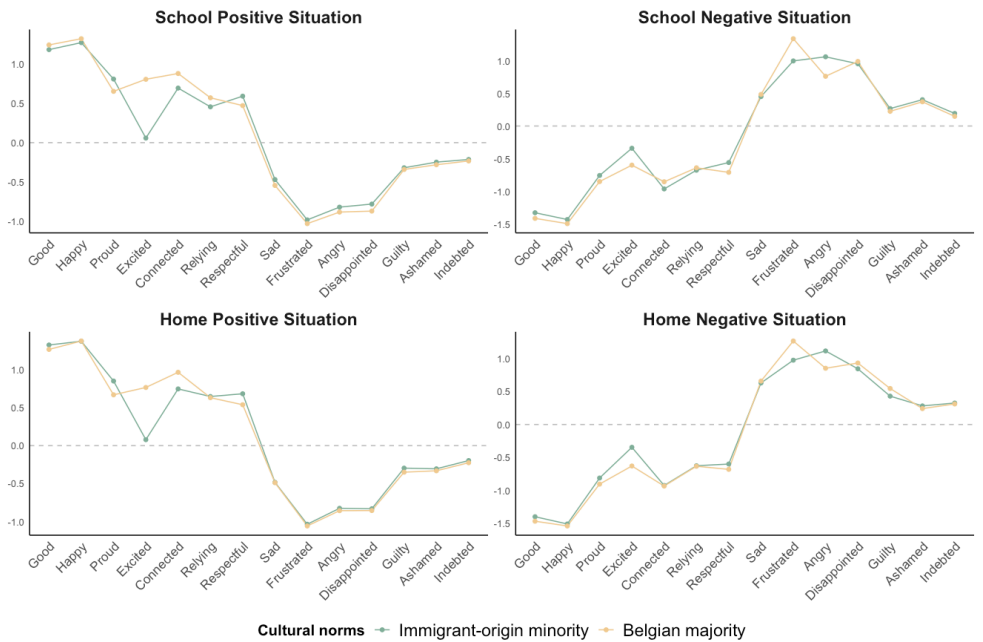 School Positive Situation
1.0
0.5
0.0
-0.5
-1.0
Good
Happy
Proud
Excited
Connected
Relying
Respectful
Sad
Frustrated
Angry
Disappointed
Guilty
Ashamed
Indebted
School Negative Situation
1.0
0.5
0.0
-0.5
-1.0
-1.5
Good
Happy
Proud
Excited
Connected
Relying
Respectful
Sad
Frustrated
Angry
Disappointed
Guilty
Ashamed
Indebted
Home Positive Situation
1.0
0.5
0.0
-0.5
-1.0
Good
Happy
Proud
Excited
Connected
Relying
Respectful
Sad
Frustrated
Angry
Disappointed
Guilty
Ashamed
Indebted
Home Negative Situation
1.0
0.5
0.0
-0.5
-1.0
-1.5
Good
Happy
Proud
Excited
Connected
Relying
Respectful
Sad
Frustrated
Angry
Disappointed
Guilty
Ashamed
Indebted
Cultural norms Immigrant-origin minority Belgian majority